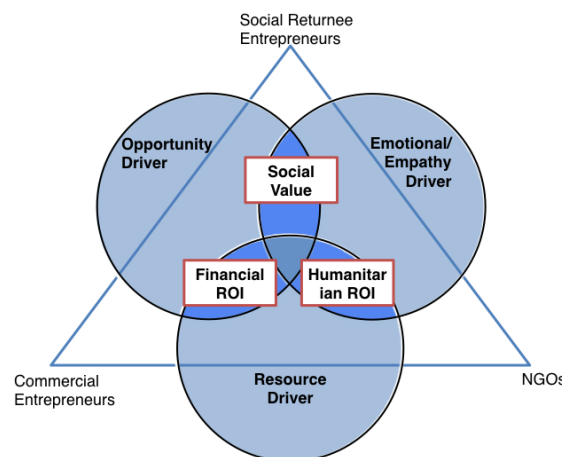 Social Returnee
Entrepreneurs
Opportunity
Driver
Emotional/
Empathy
Driver
Social
Value
Financial
ROI
Humanitar
ian ROI
Commercial
Entrepreneurs
Resource
Driver
NGOs